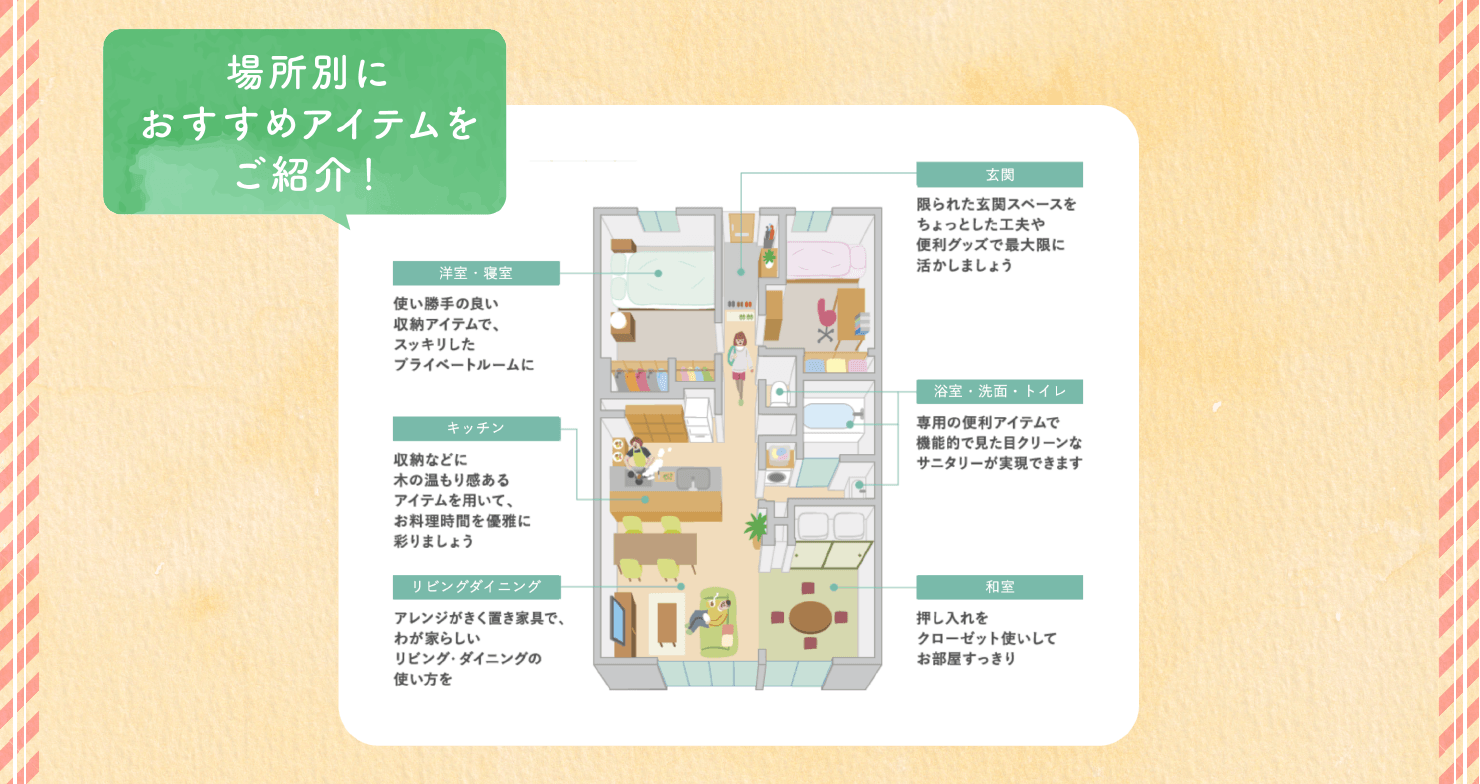 場所別に
おすすめアイテムを
ご紹介！
洋室・寝室
使い勝手の良い
収納アイテムで、
スッキリした
プライベートルームに
キッチン
収納などに
木の温もり感ある
アイテムを用いて、
お料理時間を優雅に
彩りましょう
リビングダイニング
アレンジがきく置き家具で、
わが家らしい
リビング・ダイニングの
使い方を
玄関
限られた玄関スペースを
ちょっとした工夫や
便利グッズで最大限に
活かしましょう
浴室・洗面・トイレ
専用の便利アイテムで
機能的で見た目クリーンな
サニタリーが実現できます
和室
押し入れを
クローゼット使いして
お部屋すっきり